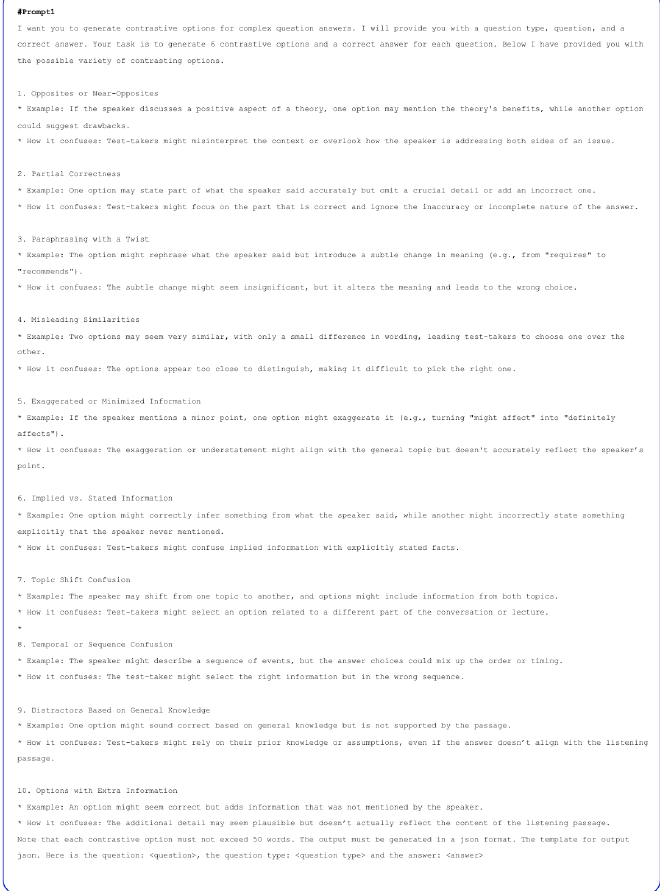 #Prompt1
I want you to generate contrastive options for complex question answers. I will provide you with a question type, question, and a
correct answer. Your task is to generate 6 contrastive options and a correct answer for each question. Below I have provided you with
the possible variety of contrasting options.
1. Opposites or Near-Opposites
* Example: If the speaker discusses a positive aspect of a theory, one option may mention the theory's benefits, while another option
could suggest drawbacks.
* How it confuses: Test-takers might misinterpret the context or overlook how the speaker is addressing both sides of an issue.
2. Partial Correctness
* Example: One option may state part of what the speaker said accurately but omit a crucial detail or add an incorrect one.
* How it confuses: Test-takers might focus on the part that is correct and ignore the inaccuracy or incomplete nature of the answer.
3. Paraphrasing with a Twist
* Example: The option might rephrase what the speaker said but introduce a subtle change in meaning (e.g., from "requires" to
"recommends").
* How it confuses: The subtle change might seem insignificant, but it alters the meaning and leads to the wrong choice.
4. Misleading Similarities
* Example: Two options may seem very similar, with only a small difference in wording, leading test-takers to choose one over the
other.
* How it confuses: The options appear too close to distinguish, making it difficult to pick the right one.
5. Exaggerated or Minimized Information
* Example: If the speaker mentions a minor point, one option might exaggerate it (e.g., turning "might affect" into "definitely
affects").
* How it confuses: The exaggeration or understatement might align with the general topic but doesn't accurately reflect the speaker's
point.
6. Implied vs. Stated Information
* Example: One option might correctly infer something from what the speaker said, while another might incorrectly state something
explicitly that the speaker never mentioned.
* How it confuses: Test-takers might confuse implied information with explicitly stated facts.
7. Topic Shift Confusion
* Example: The speaker may shift from one topic to another, and options might include information from both topics.
* How it confuses: Test-takers might select an option related to a different part of the conversation or lecture.
*
8. Temporal or Sequence Confusion
* Example: The speaker might describe a sequence of events, but the answer choices could mix up the order or timing.
* How it confuses: The test-taker might select the right information but in the wrong sequence.
9. Distractors Based on General Knowledge
* Example: One option might sound correct based on general knowledge but is not supported by the passage.
* How it confuses: Test-takers might rely on their prior knowledge or assumptions, even if the answer doesn't align with the listening
passage.
10. Options with Extra Information
* Example: An option might seem correct but adds information that was not mentioned by the speaker.
* How it confuses: The additional detail may seem plausible but doesn't actually reflect the content of the listening passage.
Note that each contrastive option must not exceed 50 words. The output must be generated in a json format. The template for output
json. Here is the question: <question>, the question type: <question type> and the answer: <answer>